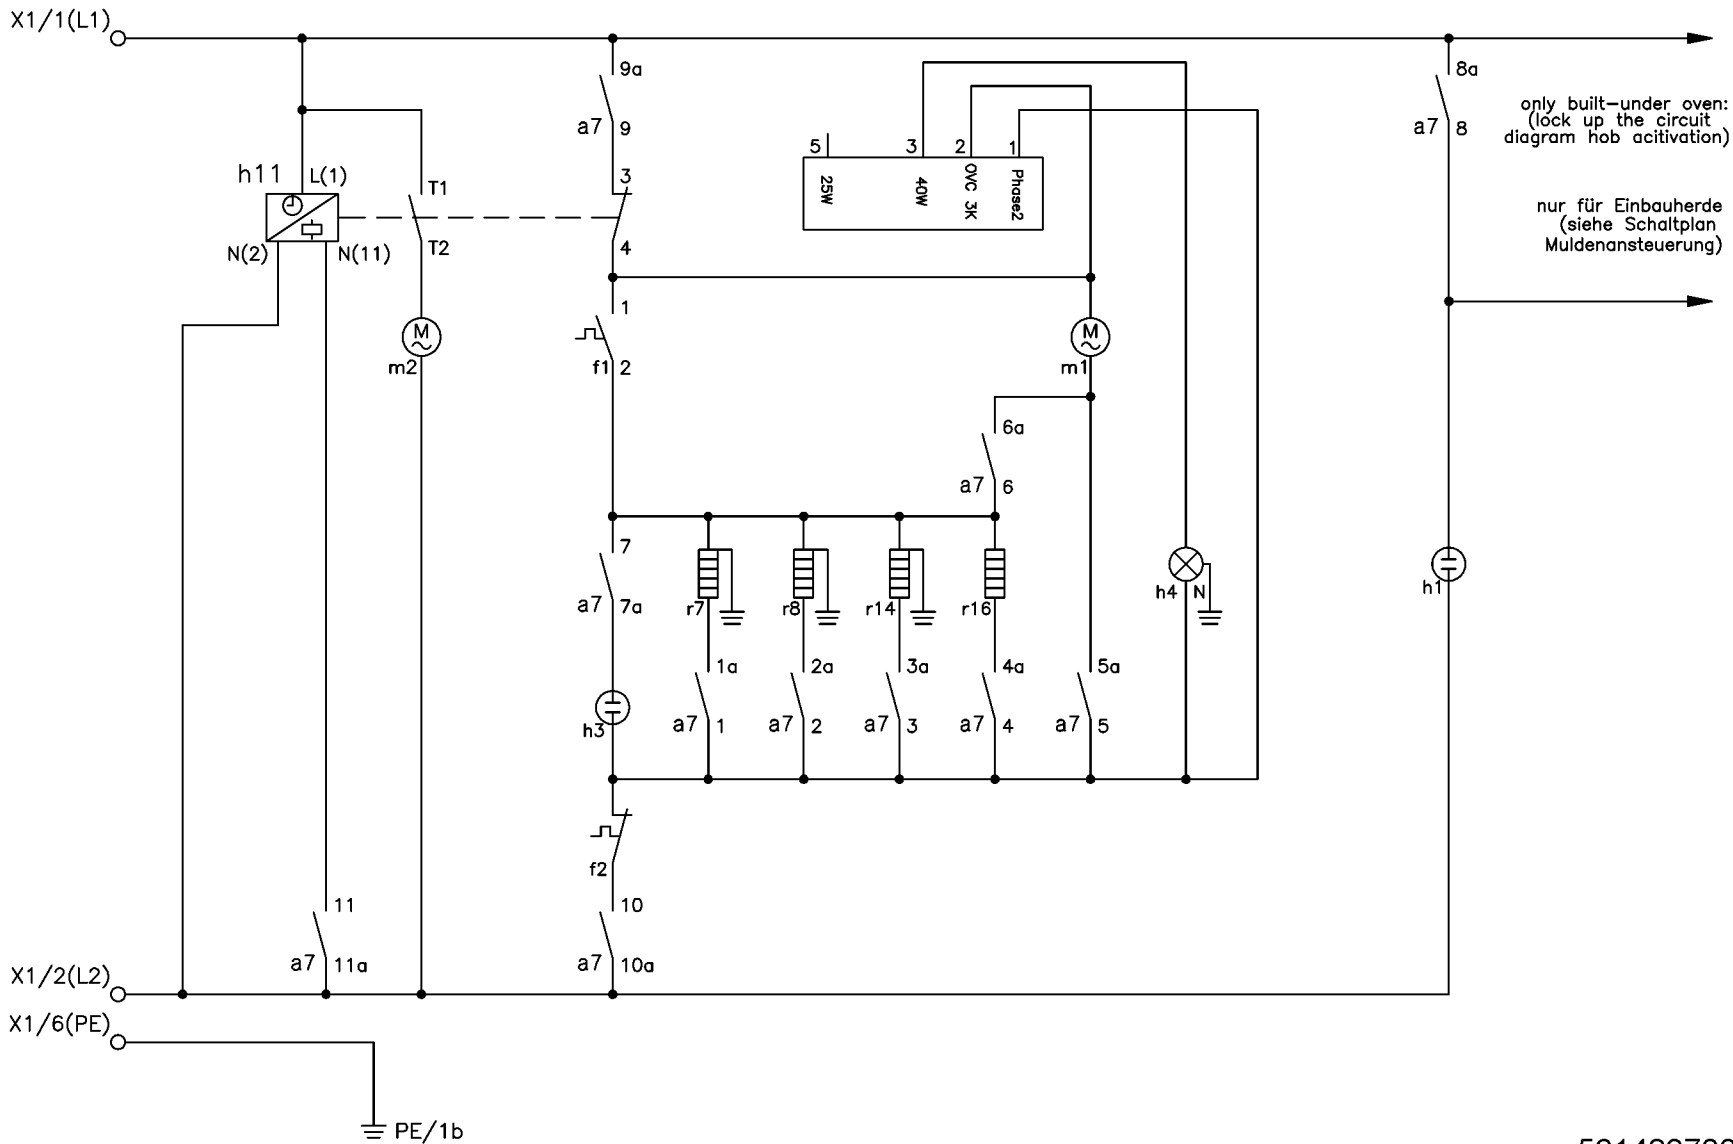 X1/1(L1)
9a
8a
a7 9
a7 8
only built-under oven:
(lock up the circuit
diagram hob acitivation)
5 3 2 1
25W
40W
OVC 3K
Phase2
h11 L(1)
T1
3
N(2) N(11) T2
4
nur für Einbauherde
(siehe Schaltplan
Muldenansteuerung)
1
M
m2
f1 2
M
m1
6a
a7 6
7
a7 7a
r7
r8
r14
r16
h4 N
h1
1a
2a
3a
4a
5a
h3
a7 1
a7 2
a7 3
a7 4
a7 5
f2
11
10
a7 11a
a7 10a
X1/2(L2)
X1/6(PE)
PE/1b